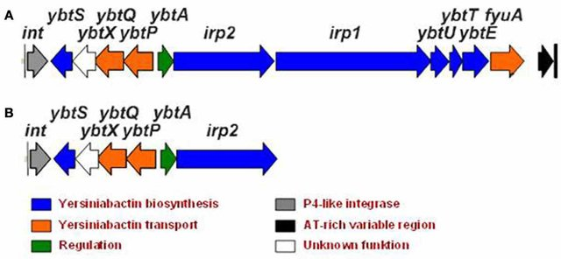 A
ybtS ybtQ ybtA irp2 irp1 ybtT fyuA
int ybtX ybtP ybtU ybtE
B
ybtS ybtQ ybtA
int ybtX ybtP irp2
Yersiniabactin biosynthesis
Yersiniabactin transport
Regulation
P4-like integrase
AT-rich variable region
Unknown funktion